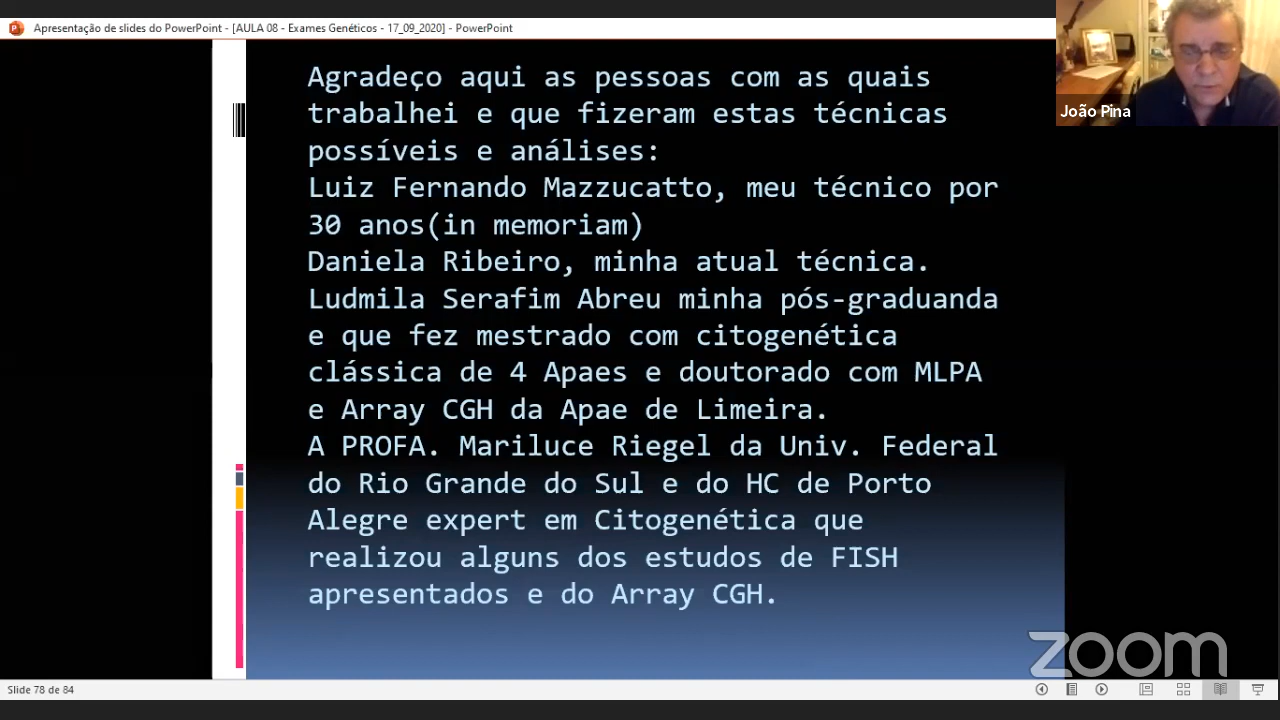 Apresentação de slides do PowerPoint - [AULA 08 - Exames Genéticos - 17_09_2020] - PowerPoint
João Pina
Agradeço aqui as pessoas com as quais
trabalhei e que fizeram estas técnicas
possíveis e análises:
Luiz Fernando Mazzucatto, meu técnico por
30 anos(in memoriam)
Daniela Ribeiro, minha atual técnica.
Ludmila Serafim Abreu minha pós-graduanda
e que fez mestrado com citogenética
clássica de 4 Apaes e doutorado com MLPA
e Array CGH da Apae de Limeira.
A PROFA. Mariluce Riegel da Univ. Federal
do Rio Grande do Sul e do HC de Porto
Alegre expert em Citogenética que
realizou alguns dos estudos de FISH
apresentados e do Array CGH.
zoom
Slide 78 de 84